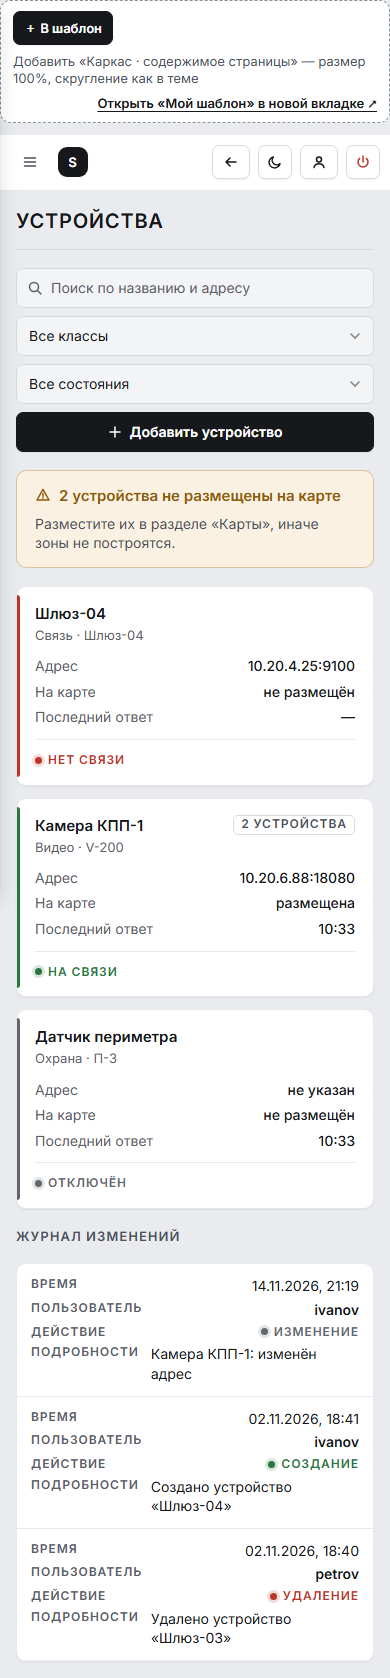 + В шаблон
Добавить «Каркас · содержимое страницы» — размер
100%, скругление как в теме
Открыть «Мой шаблон» в новой вкладке ↗
S
УСТРОЙСТВА
Поиск по названию и адресу
Все классы
Все состояния
+ Добавить устройство
2 устройства не размещены на карте
Разместите их в разделе «Карты», иначе
зоны не построятся.
Шлюз-04
Связь · Шлюз-04
Адрес 10.20.4.25:9100
На карте не размещён
Последний ответ —
НЕТ СВЯЗИ
Камера КПП-1 2 УСТРОЙСТВА
Видео · V-200
Адрес 10.20.6.88:18080
На карте размещена
Последний ответ 10:33
НА СВЯЗИ
Датчик периметра
Охрана · П-3
Адрес не указан
На карте не размещён
Последний ответ 10:33
ОТКЛЮЧЁН
ЖУРНАЛ ИЗМЕНЕНИЙ
ВРЕМЯ 14.11.2026, 21:19
ПОЛЬЗОВАТЕЛЬ ivanov
ДЕЙСТВИЕ ИЗМЕНЕНИЕ
ПОДРОБНОСТИ Камера КПП-1: изменён
адрес
ВРЕМЯ 02.11.2026, 18:41
ПОЛЬЗОВАТЕЛЬ ivanov
ДЕЙСТВИЕ СОЗДАНИЕ
ПОДРОБНОСТИ Создано устройство
«Шлюз-04»
ВРЕМЯ 02.11.2026, 18:40
ПОЛЬЗОВАТЕЛЬ petrov
ДЕЙСТВИЕ УДАЛЕНИЕ
ПОДРОБНОСТИ Удалено устройство
«Шлюз-03»